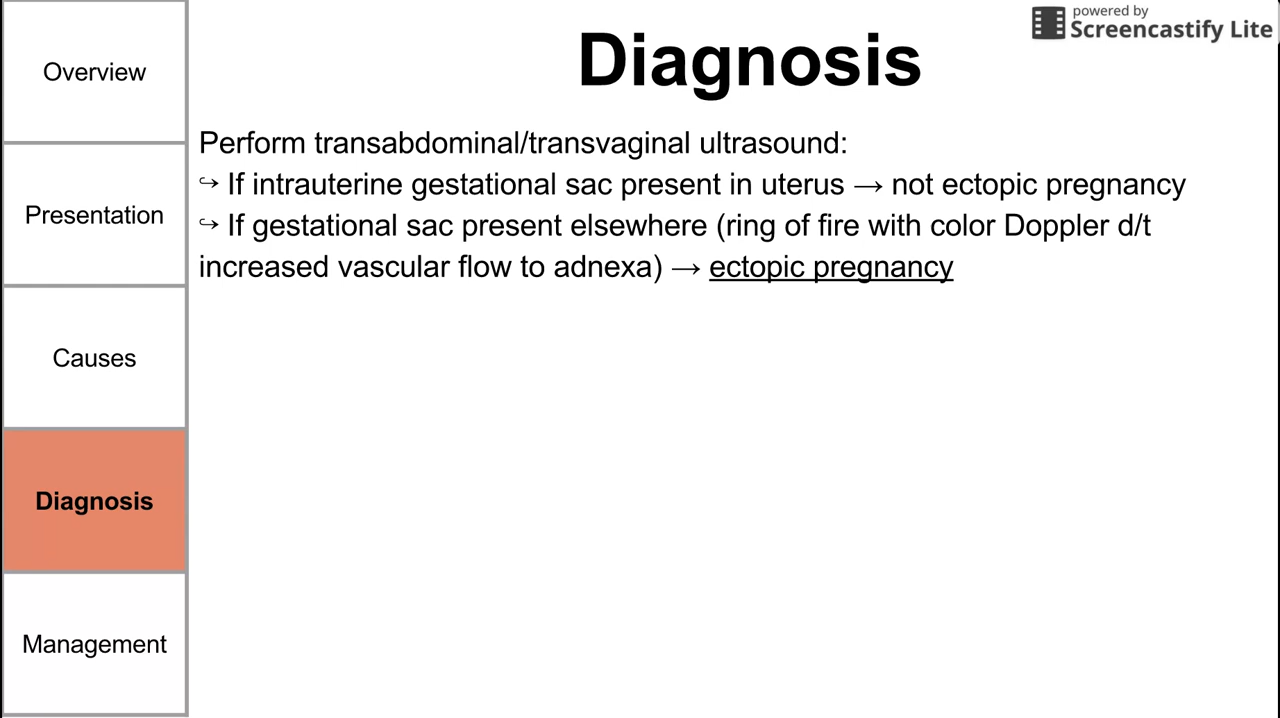 powered by
Screencastify Lite
Diagnosis
Overview
Presentation
Causes
Diagnosis
Management
Perform transabdominal/transvaginal ultrasound:
↪ If intrauterine gestational sac present in uterus → not ectopic pregnancy
↪ If gestational sac present elsewhere (ring of fire with color Doppler d/t
increased vascular flow to adnexa) → ectopic pregnancy